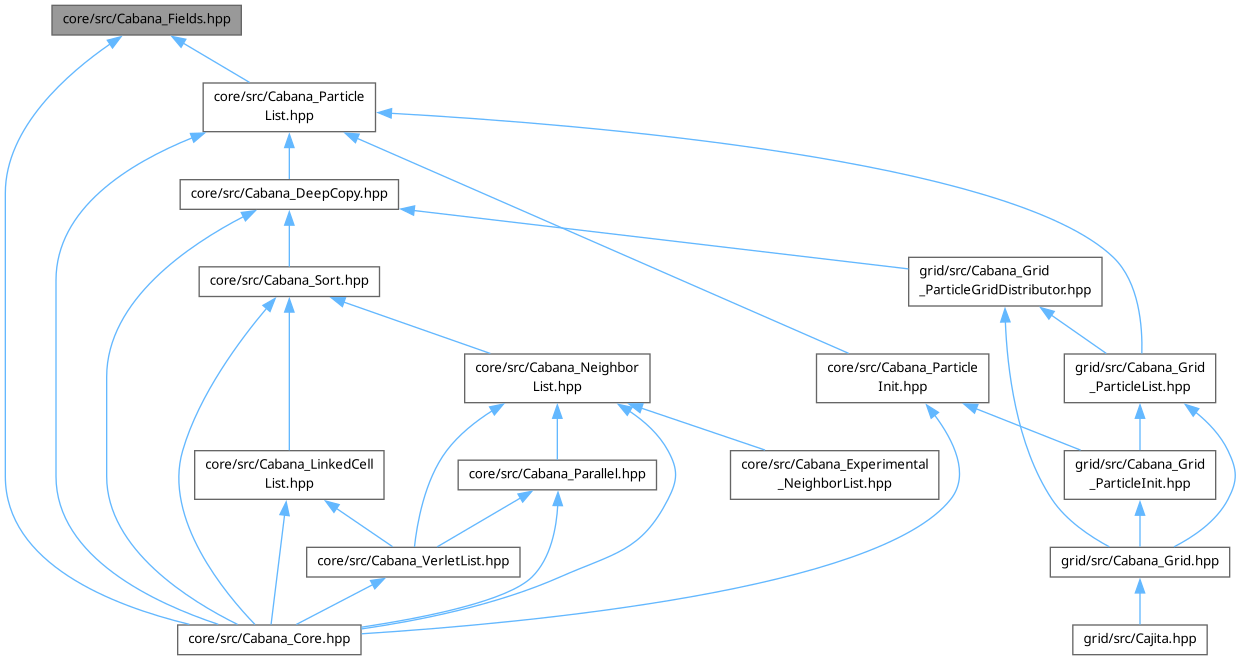 core/src/Cabana_Fields.hpp
core/src/Cabana_Particle
List.hpp
core/src/Cabana_DeepCopy.hpp
core/src/Cabana_Sort.hpp
grid/src/Cabana_Grid
_ParticleGridDistributor.hpp
core/src/Cabana_Neighbor
List.hpp
core/src/Cabana_Particle
Init.hpp
grid/src/Cabana_Grid
_ParticleList.hpp
core/src/Cabana_LinkedCell
List.hpp
core/src/Cabana_Parallel.hpp
core/src/Cabana_Experimental
_NeighborList.hpp
grid/src/Cabana_Grid
_ParticleInit.hpp
core/src/Cabana_VerletList.hpp
grid/src/Cabana_Grid.hpp
core/src/Cabana_Core.hpp
grid/src/Cajita.hpp